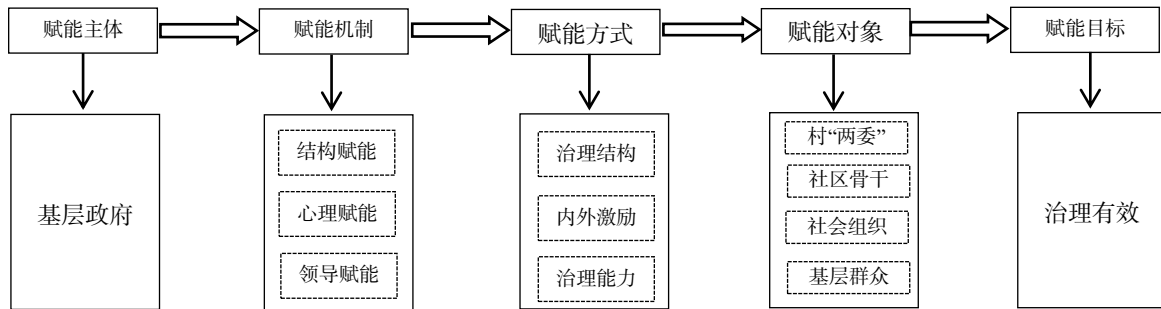 赋能主体
赋能机制
赋能方式
赋能对象
赋能目标
基层政府
结构赋能
心理赋能
领导赋能
治理结构
内外激励
治理能力
村“两委”
社区骨干
社会组织
基层群众
治理有效